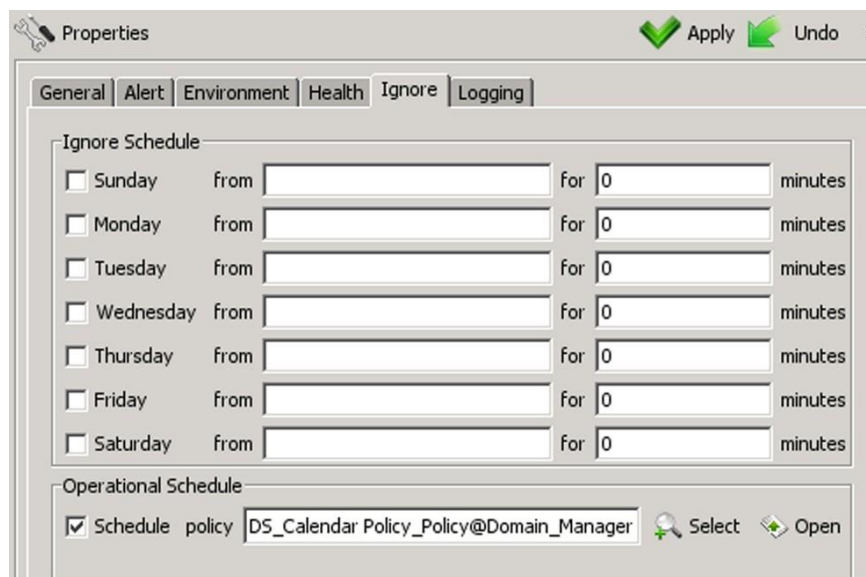 Properties Apply Undo
General Alert Environment Health Ignore Logging
Ignore Schedule
Sunday from for 0 minutes
Monday from for 0 minutes
Tuesday from for 0 minutes
Wednesday from for 0 minutes
Thursday from for 0 minutes
Friday from for 0 minutes
Saturday from for 0 minutes
Operational Schedule
Schedule policy DS_Calendar Policy_Policy@Domain_Manager Select Open